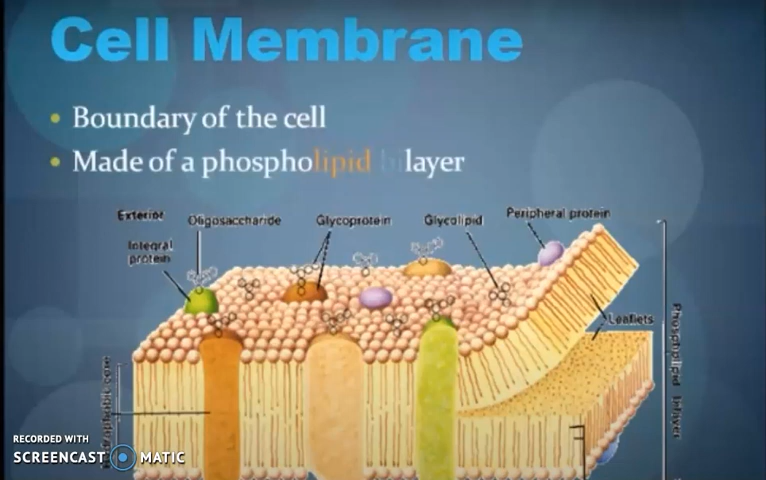 Cell Membrane
Boundary of the cell
Made of a phospholipid bilayer
Exterior
Oligosaccharide
Glycoprotein
Glycolipid
Peripheral protein
Integral
protein
Leaflets
Phospholipid bilayer
RECORDED WITH
SCREENCAST MATIC